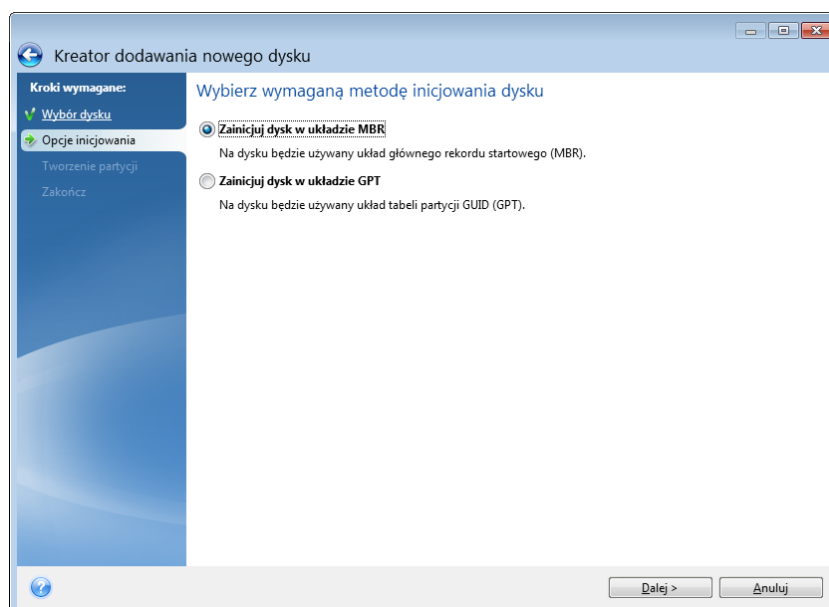 Kreator dodawania nowego dysku
Kroki wymagane:
Wybór dysku
Opcje inicjowania
Tworzenie partycji
Zakończ
Wybierz wymaganą metodę inicjowania dysku
Zainicjuj dysk w układzie MBR
Na dysku będzie używany układ głównego rekordu startowego (MBR).
Zainicjuj dysk w układzie GPT
Na dysku będzie używany układ tabeli partycji GUID (GPT).
Dalej >
Anuluj